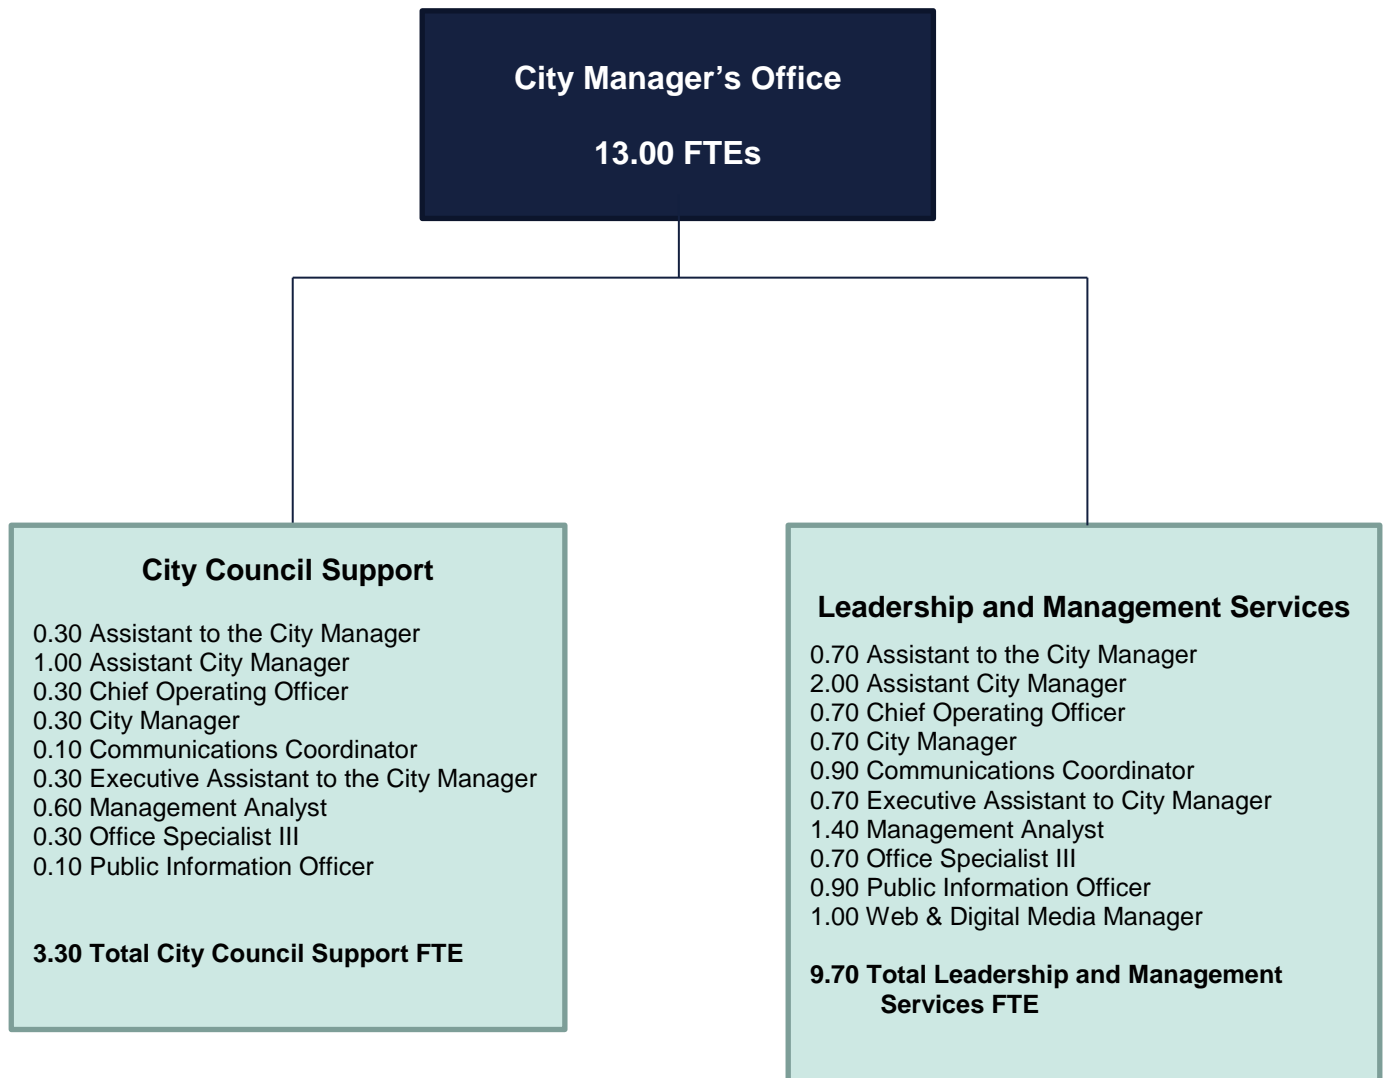 City Manager’s Office
13.00 FTEs
City Council Support
0.30 Assistant to the City Manager
1.00 Assistant City Manager
0.30 Chief Operating Officer
0.30 City Manager
0.10 Communications Coordinator
0.30 Executive Assistant to the City Manager
0.60 Management Analyst
0.30 Office Specialist III
0.10 Public Information Officer
3.30 Total City Council Support FTE
Leadership and Management Services
0.70 Assistant to the City Manager
2.00 Assistant City Manager
0.70 Chief Operating Officer
0.70 City Manager
0.90 Communications Coordinator
0.70 Executive Assistant to City Manager
1.40 Management Analyst
0.70 Office Specialist III
0.90 Public Information Officer
1.00 Web & Digital Media Manager
9.70 Total Leadership and Management
Services FTE